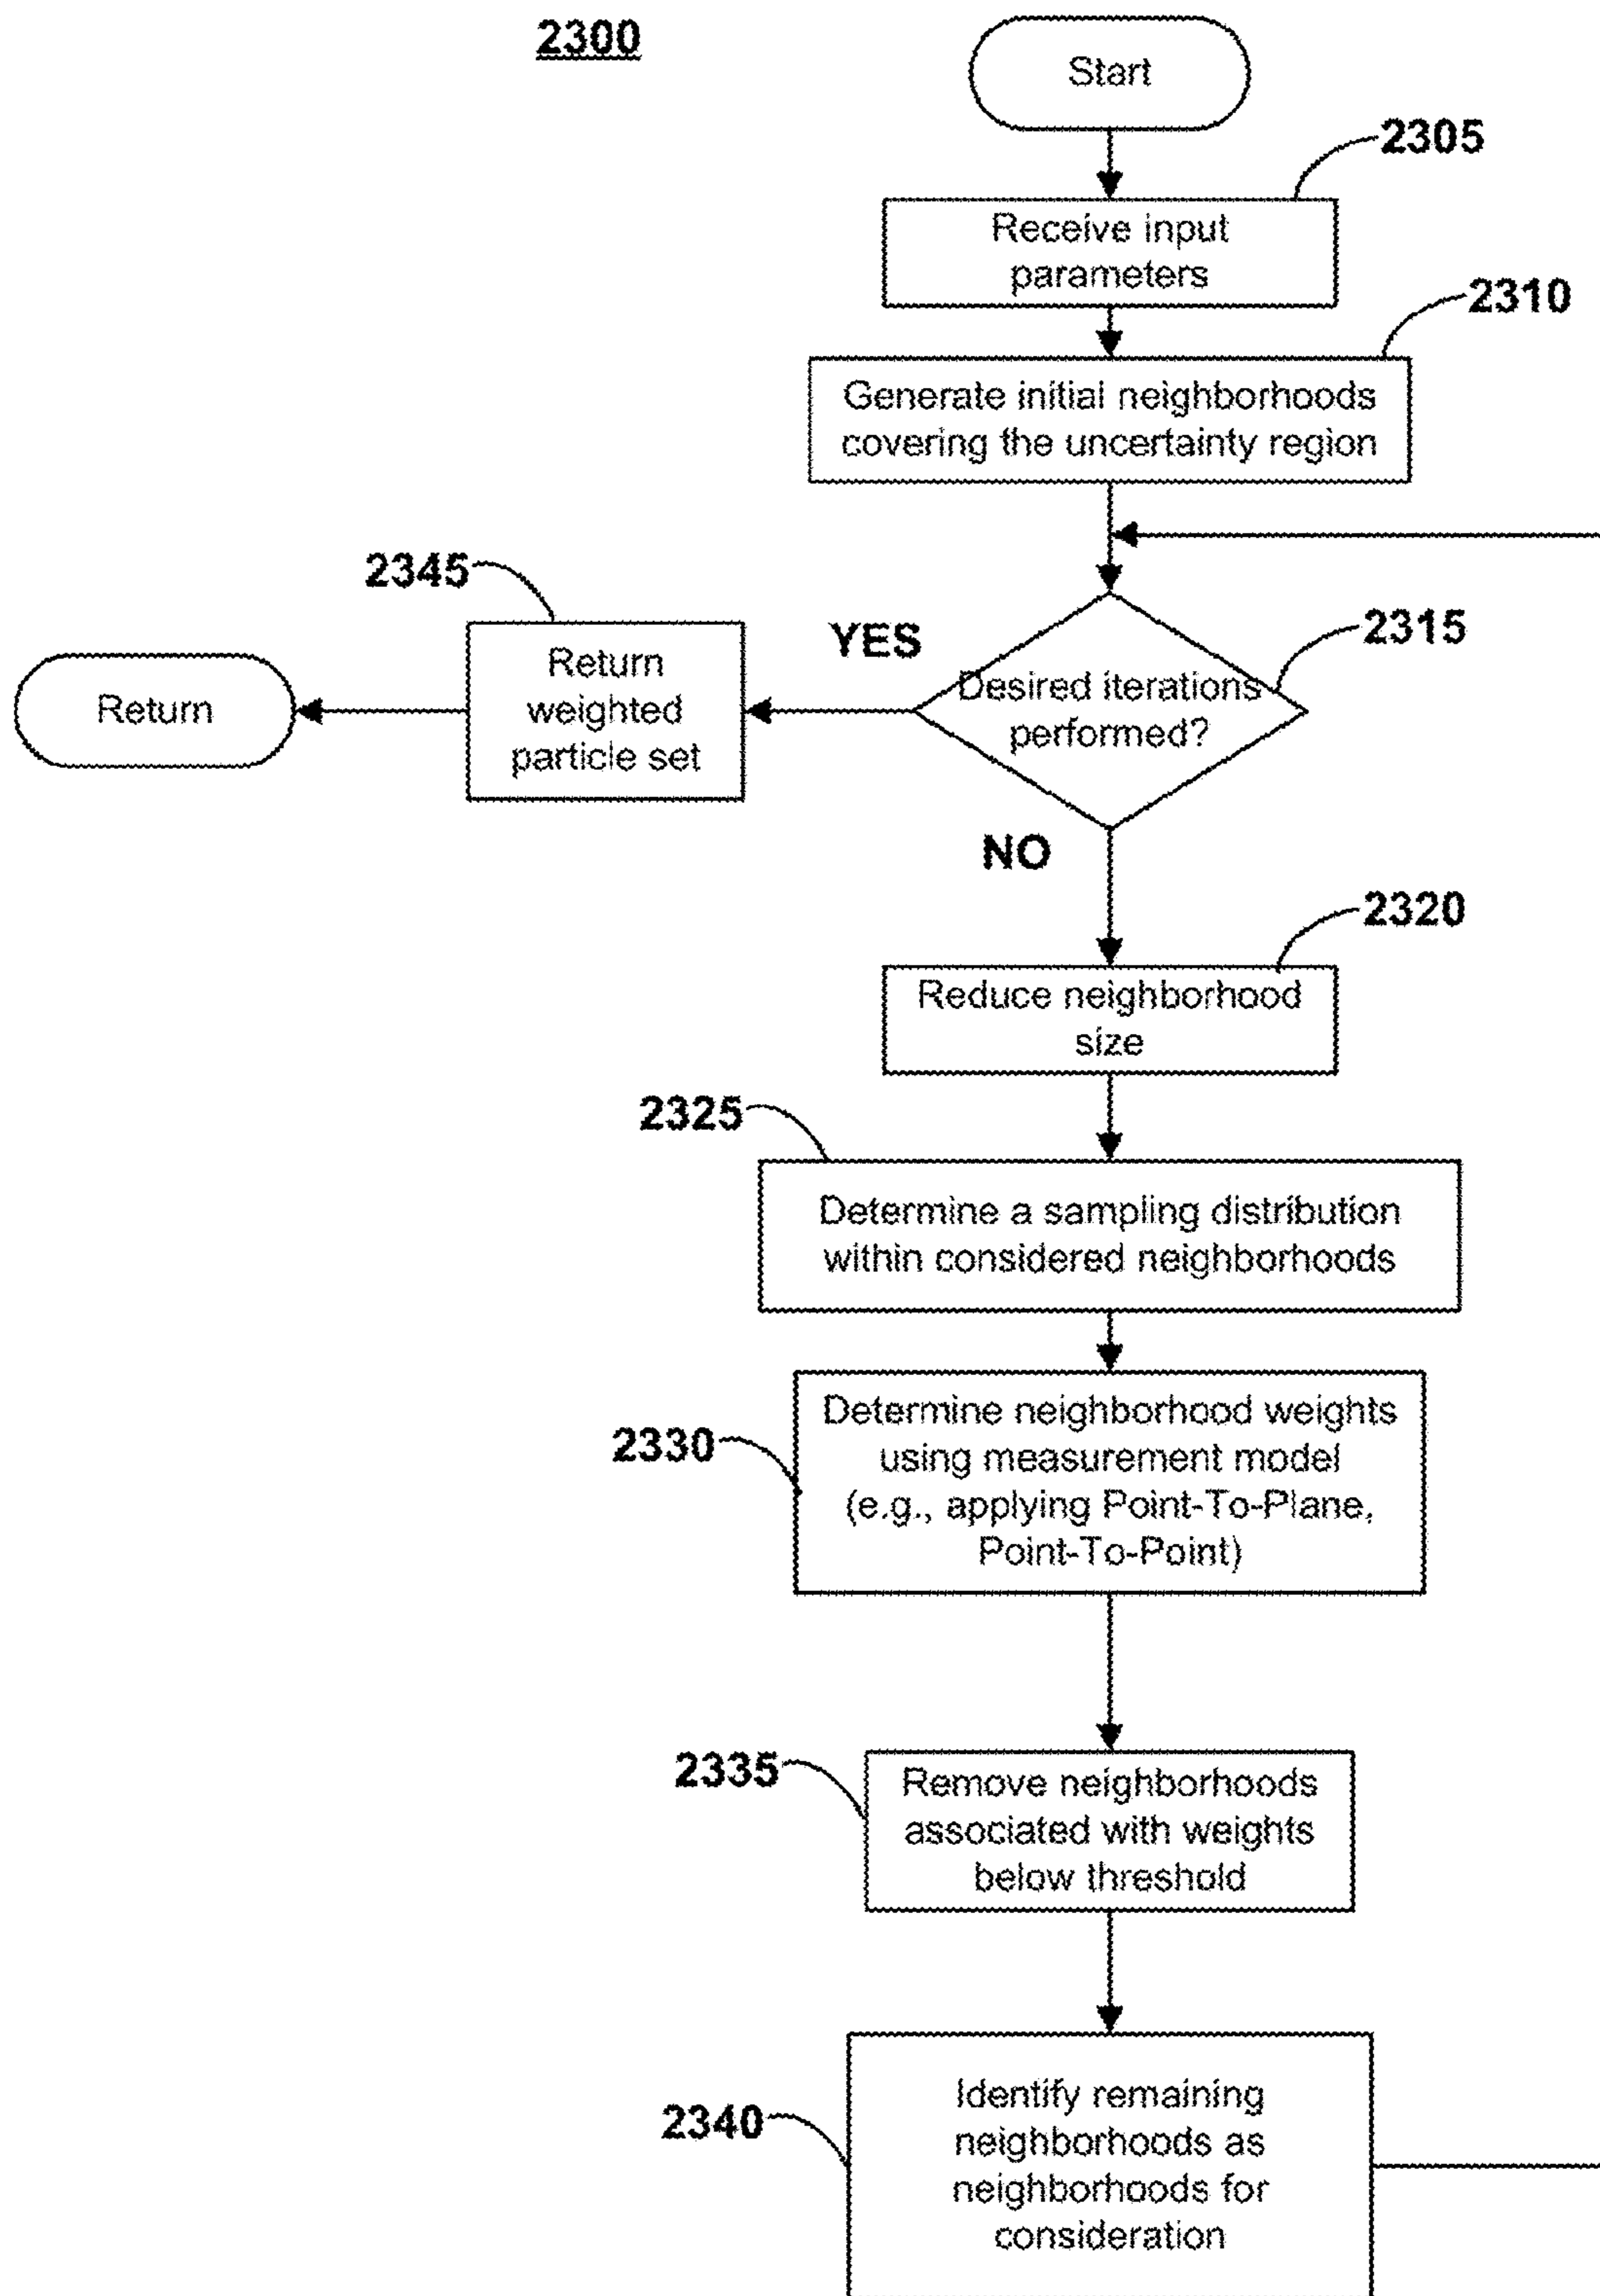 2300
Start
2305
Receive input
parameters
2310
Generate initial neighborhoods
covering the uncertainty region
2345
Return
weighted
particle set
Return
YES
2315
Desired iterations
performed?
NO
2320
Reduce neighborhood
size
2325
Determine a sampling distribution
within considered neighborhoods
2330
Determine neighborhood weights
using measurement model
(e.g., applying Point-To-Plane,
Point-To-Point)
2335
Remove neighborhoods
associated with weights
below threshold
2340
Identify remaining
neighborhoods as
neighborhoods for
consideration